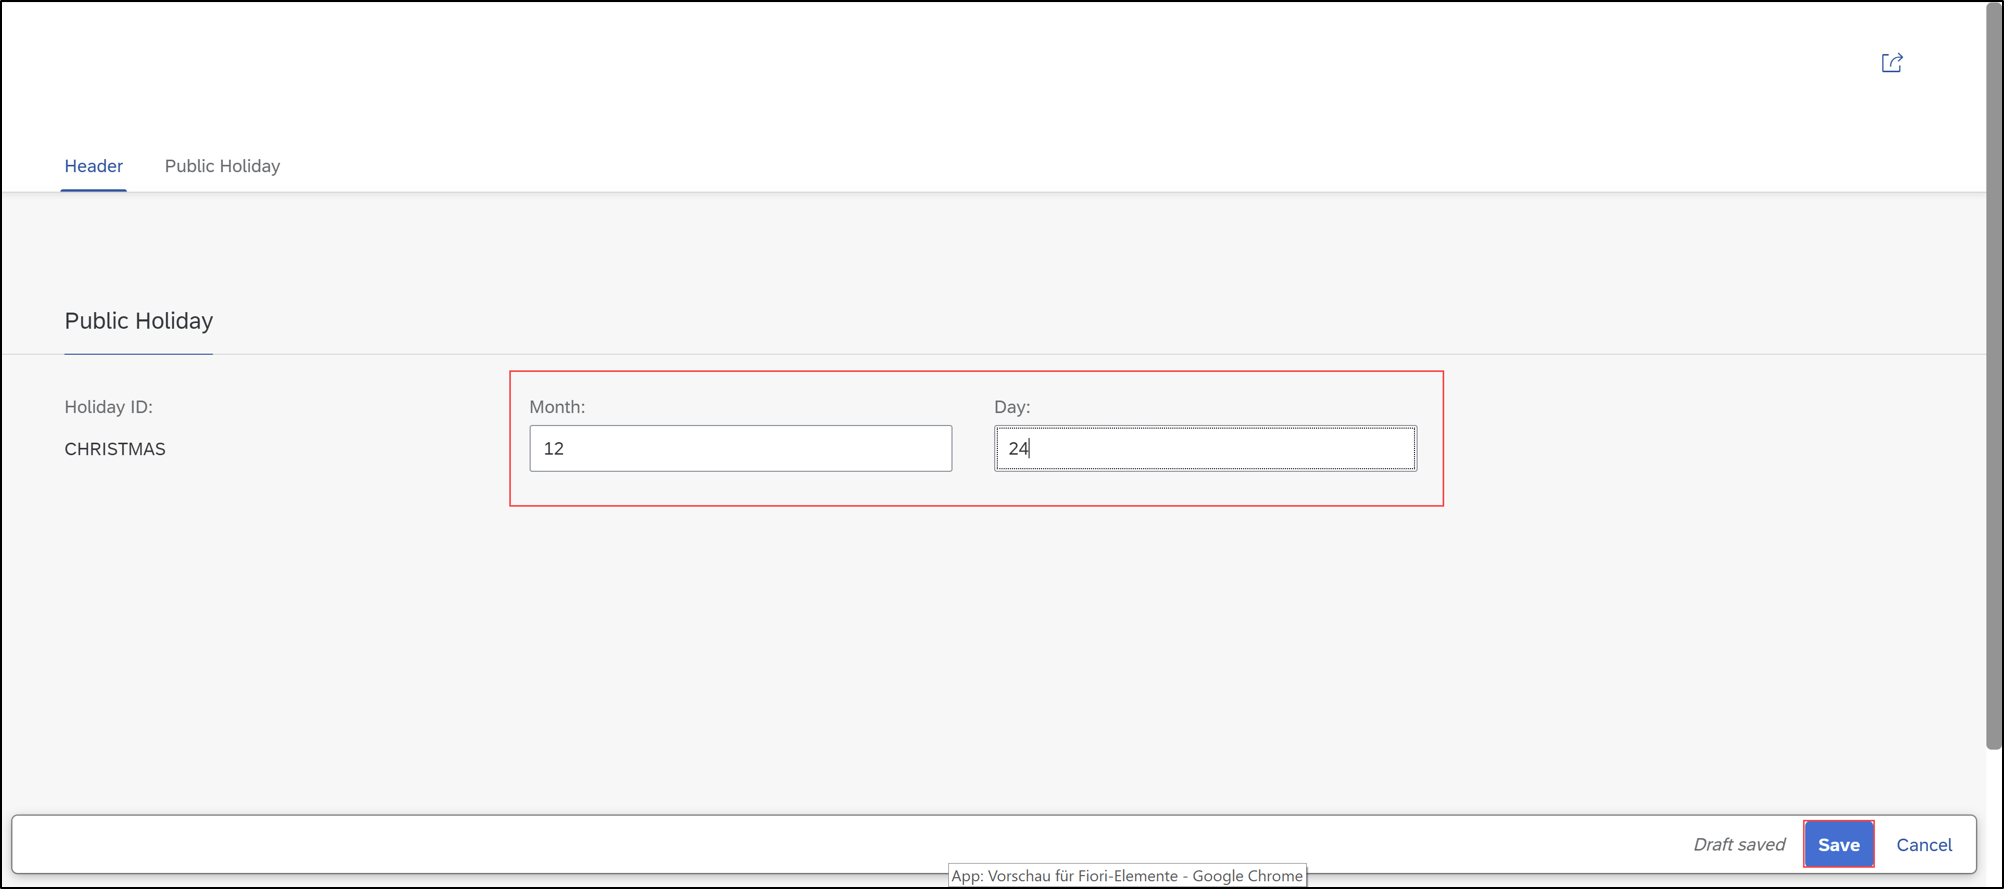 Header Public Holiday
Public Holiday
Holiday ID: Month: Day:
CHRISTMAS 12 24
Draft saved Save Cancel
App: Vorschau für Fiori-Elemente - Google Chrome